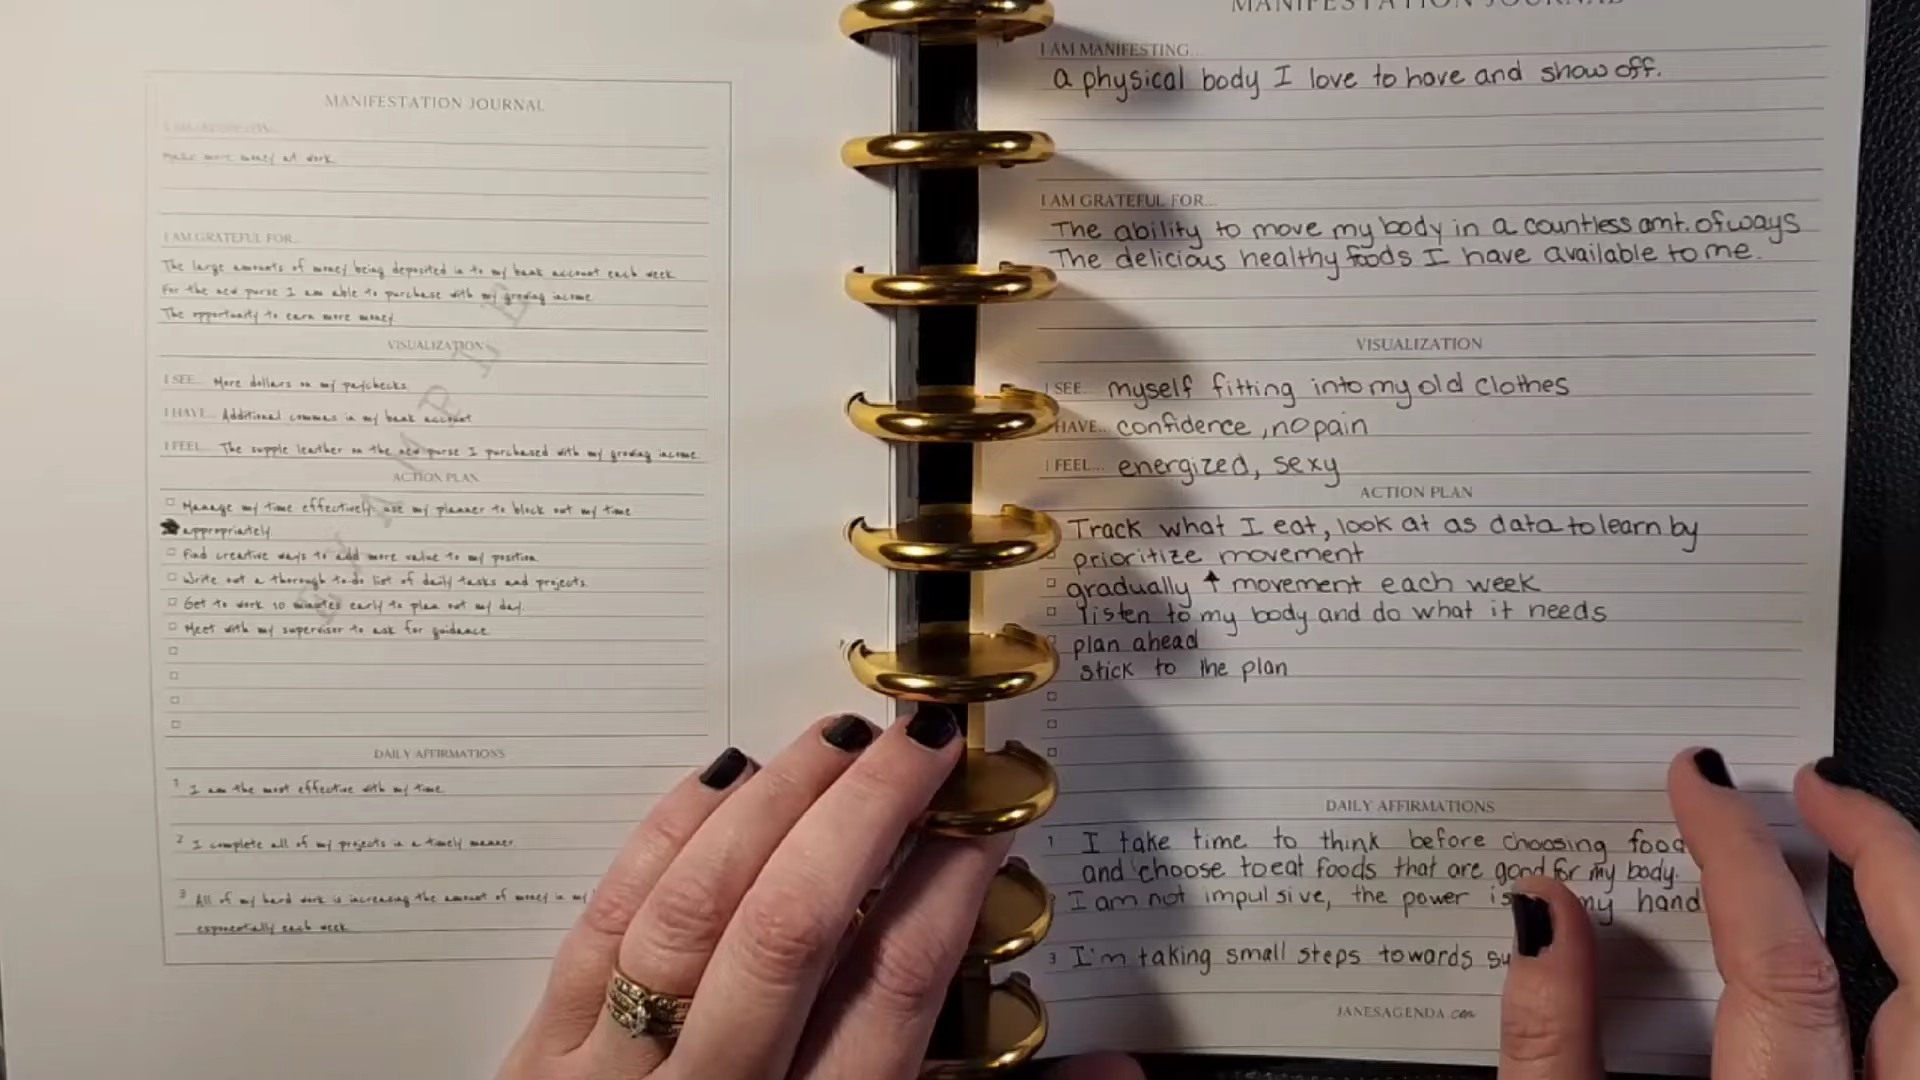 MANIFESTATION JOURNAL
Make more money at work
I AM GRATEFUL FOR...
The large amounts of money being deposited in to my bank account each week
For the new purse I am able to purchase with my growing income
The opportunity to earn more money
VISUALIZATION
I SEE... More dollars on my paychecks
I HAVE... Additional commas in my bank account
I FEEL... The supple leather on the new purse I purchased with my growing income
ACTION PLAN
Manage my time effectively, use my planner to block out my time
appropriately
Find creative ways to add more value to my position
Write out a thorough to-do list of daily tasks and projects.
Get to work 10 minutes early to plan out my day.
Meet with my supervisor to ask for guidance
DAILY AFFIRMATIONS
1 I am the most effective with my time
2 I complete all of my projects in a timely manner.
3 All of my hard work is increasing the amount of money in my
exponentially each week
MANIFESTATION JOURNAL
I AM MANIFESTING...
a physical body I love to have and show off.
I AM GRATEFUL FOR...
The ability to move my body in a countless amt. of ways
The delicious healthy foods I have available to me.
VISUALIZATION
I SEE... myself fitting into my old clothes
HAVE... confidence, no pain
I FEEL... energized, sexy
ACTION PLAN
Track what I eat, look at as data to learn by
prioritize movement
gradually ↑ movement each week
listen to my body and do what it needs
plan ahead
stick to the plan
DAILY AFFIRMATIONS
1 I take time to think before choosing food
and choose to eat foods that are good for my body.
I am not impulsive, the power is my hand
3 I'm taking small steps towards
JANESAGENDA.com